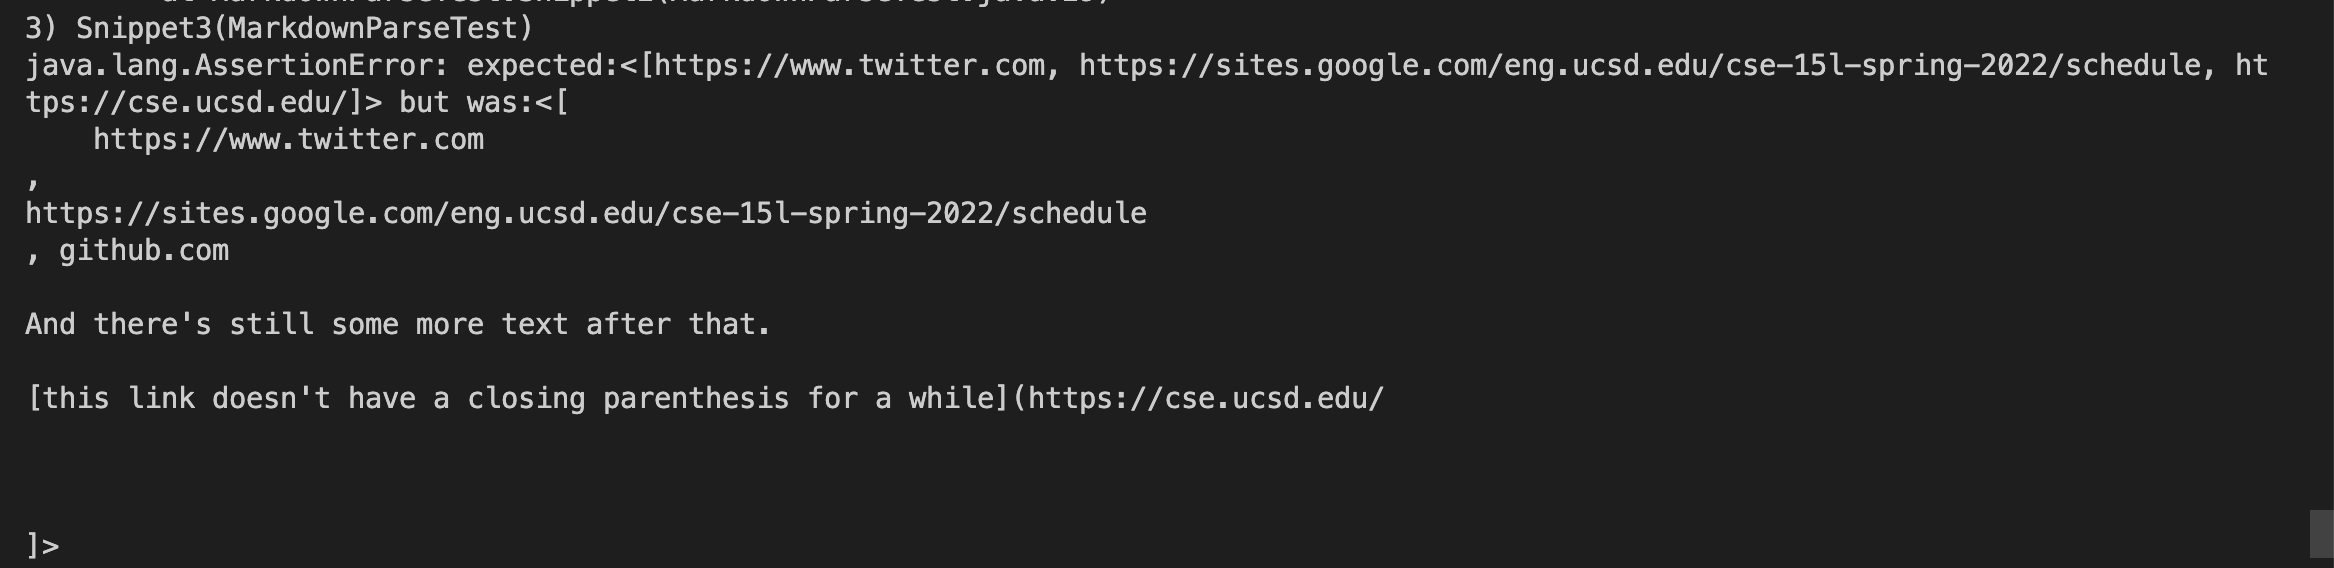 3) Snippet3(MarkdownParseTest)
java.lang.AssertionError: expected:<[https://www.twitter.com, https://sites.google.com/eng.ucsd.edu/cse-15l-spring-2022/schedule, ht
tps://cse.ucsd.edu/]> but was:<[
    https://www.twitter.com
,
https://sites.google.com/eng.ucsd.edu/cse-15l-spring-2022/schedule
, github.com

And there's still some more text after that.

[this link doesn't have a closing parenthesis for a while](https://cse.ucsd.edu/



]>